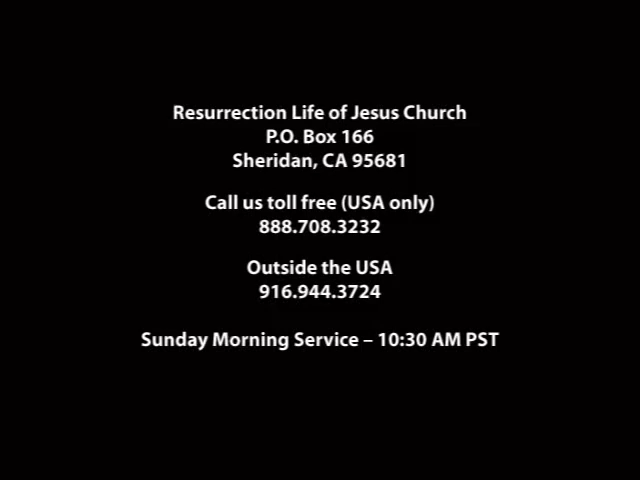 Resurrection Life of Jesus Church
P.O. Box 166
Sheridan, CA 95681
Call us toll free (USA only)
888.708.3232
Outside the USA
916.944.3724
Sunday Morning Service – 10:30 AM PST